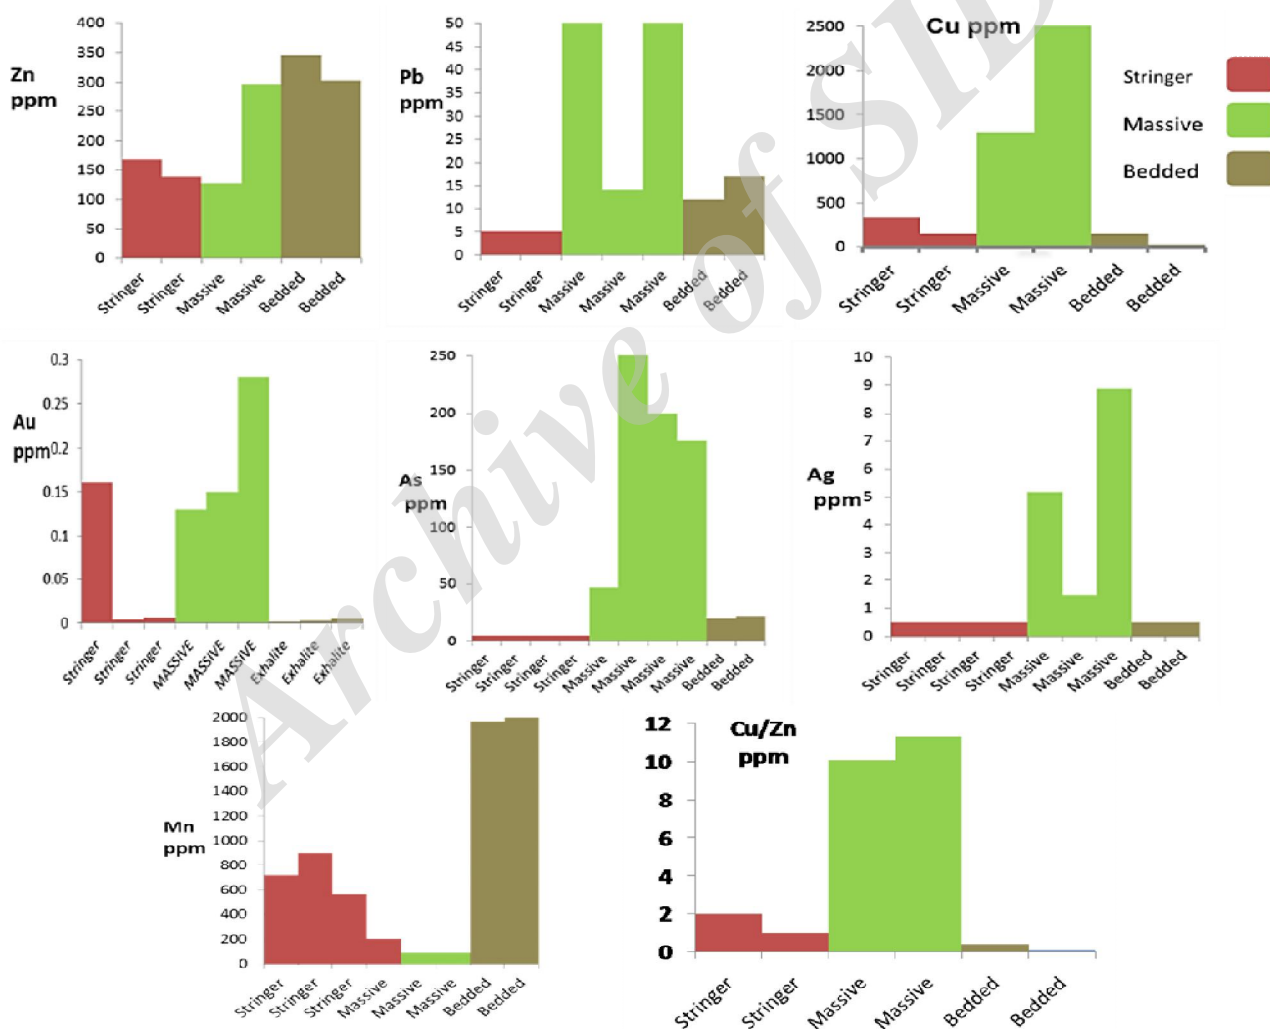 Zn
ppm
400
350
300
250
200
150
100
50
0
Stringer
Stringer
Massive
Massive
Bedded
Bedded
Pb
ppm
50
45
40
35
30
25
20
15
10
5
0
Stringer
Stringer
Massive
Massive
Massive
Bedded
Bedded
Cu ppm
2500
2000
1500
1000
500
0
Stringer
Stringer
Massive
Massive
Bedded
Bedded
Stringer
Massive
Bedded
Au
ppm
0.3
0.25
0.2
0.15
0.1
0.05
0
Stringer
Stringer
Stringer
MASSIVE
MASSIVE
MASSIVE
Exhalite
Exhalite
Exhalite
As
ppm
250
200
150
100
50
0
Stringer
Stringer
Stringer
Stringer
Massive
Massive
Massive
Massive
Bedded
Bedded
Ag
ppm
10
9
8
7
6
5
4
3
2
1
0
Stringer
Stringer
Stringer
Stringer
Massive
Massive
Massive
Bedded
Bedded
Mn
ppm
2000
1800
1600
1400
1200
1000
800
600
400
200
0
Stringer
Stringer
Stringer
Massive
Massive
Massive
Bedded
Bedded
Cu/Zn
ppm
12
10
8
6
4
2
0
Stringer
Stringer
Massive
Massive
Bedded
Bedded
Archive of